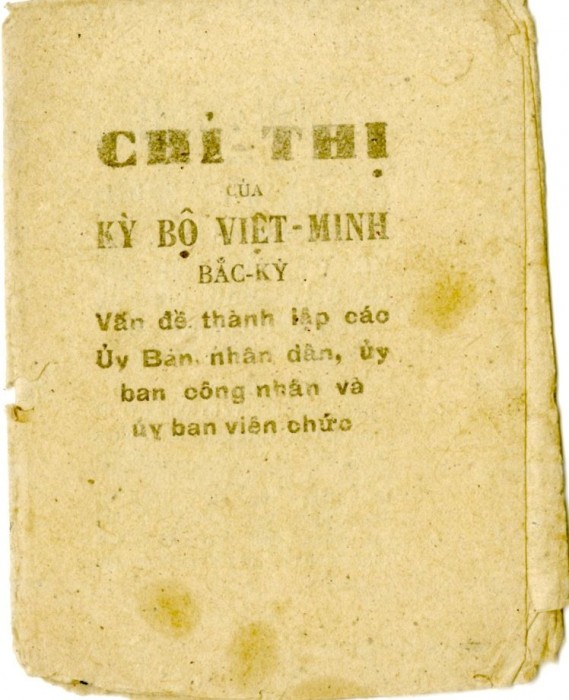 CHỈ-THỊ
CỦA
KỲ BỘ VIỆT-MINH
BẮC-KỲ
Vấn đề thành lập các
Ủy Ban nhân dân, ủy
ban công nhân và
ủy ban viên chức